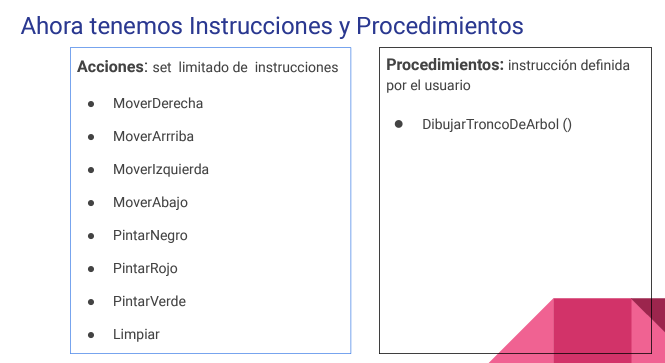 Ahora tenemos Instrucciones y Procedimientos
Acciones: set limitado de instrucciones
● MoverDerecha
● MoverArrriba
● MoverIzquierda
● MoverAbajo
● PintarNegro
● PintarRojo
● PintarVerde
● Limpiar
Procedimientos: instrucción definida
por el usuario
● DibujarTroncoDeArbol ()